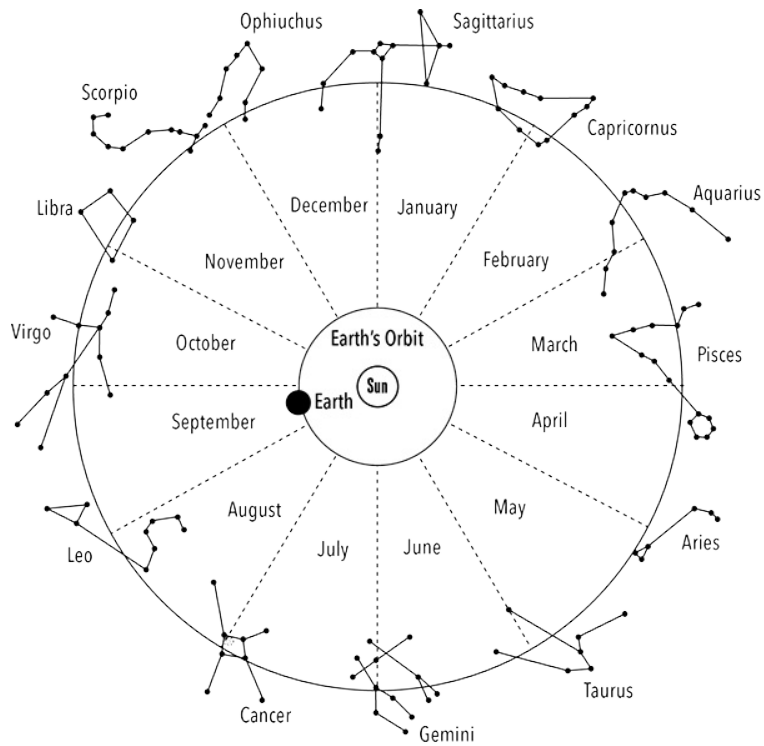 Ophiuchus
Sagittarius
Scorpio
Capricornus
Aquarius
Libra
December
January
November
February
Virgo
October
Earth's Orbit
March
Pisces
Sun
Earth
September
April
August
May
Leo
July
June
Aries
Taurus
Cancer
Gemini